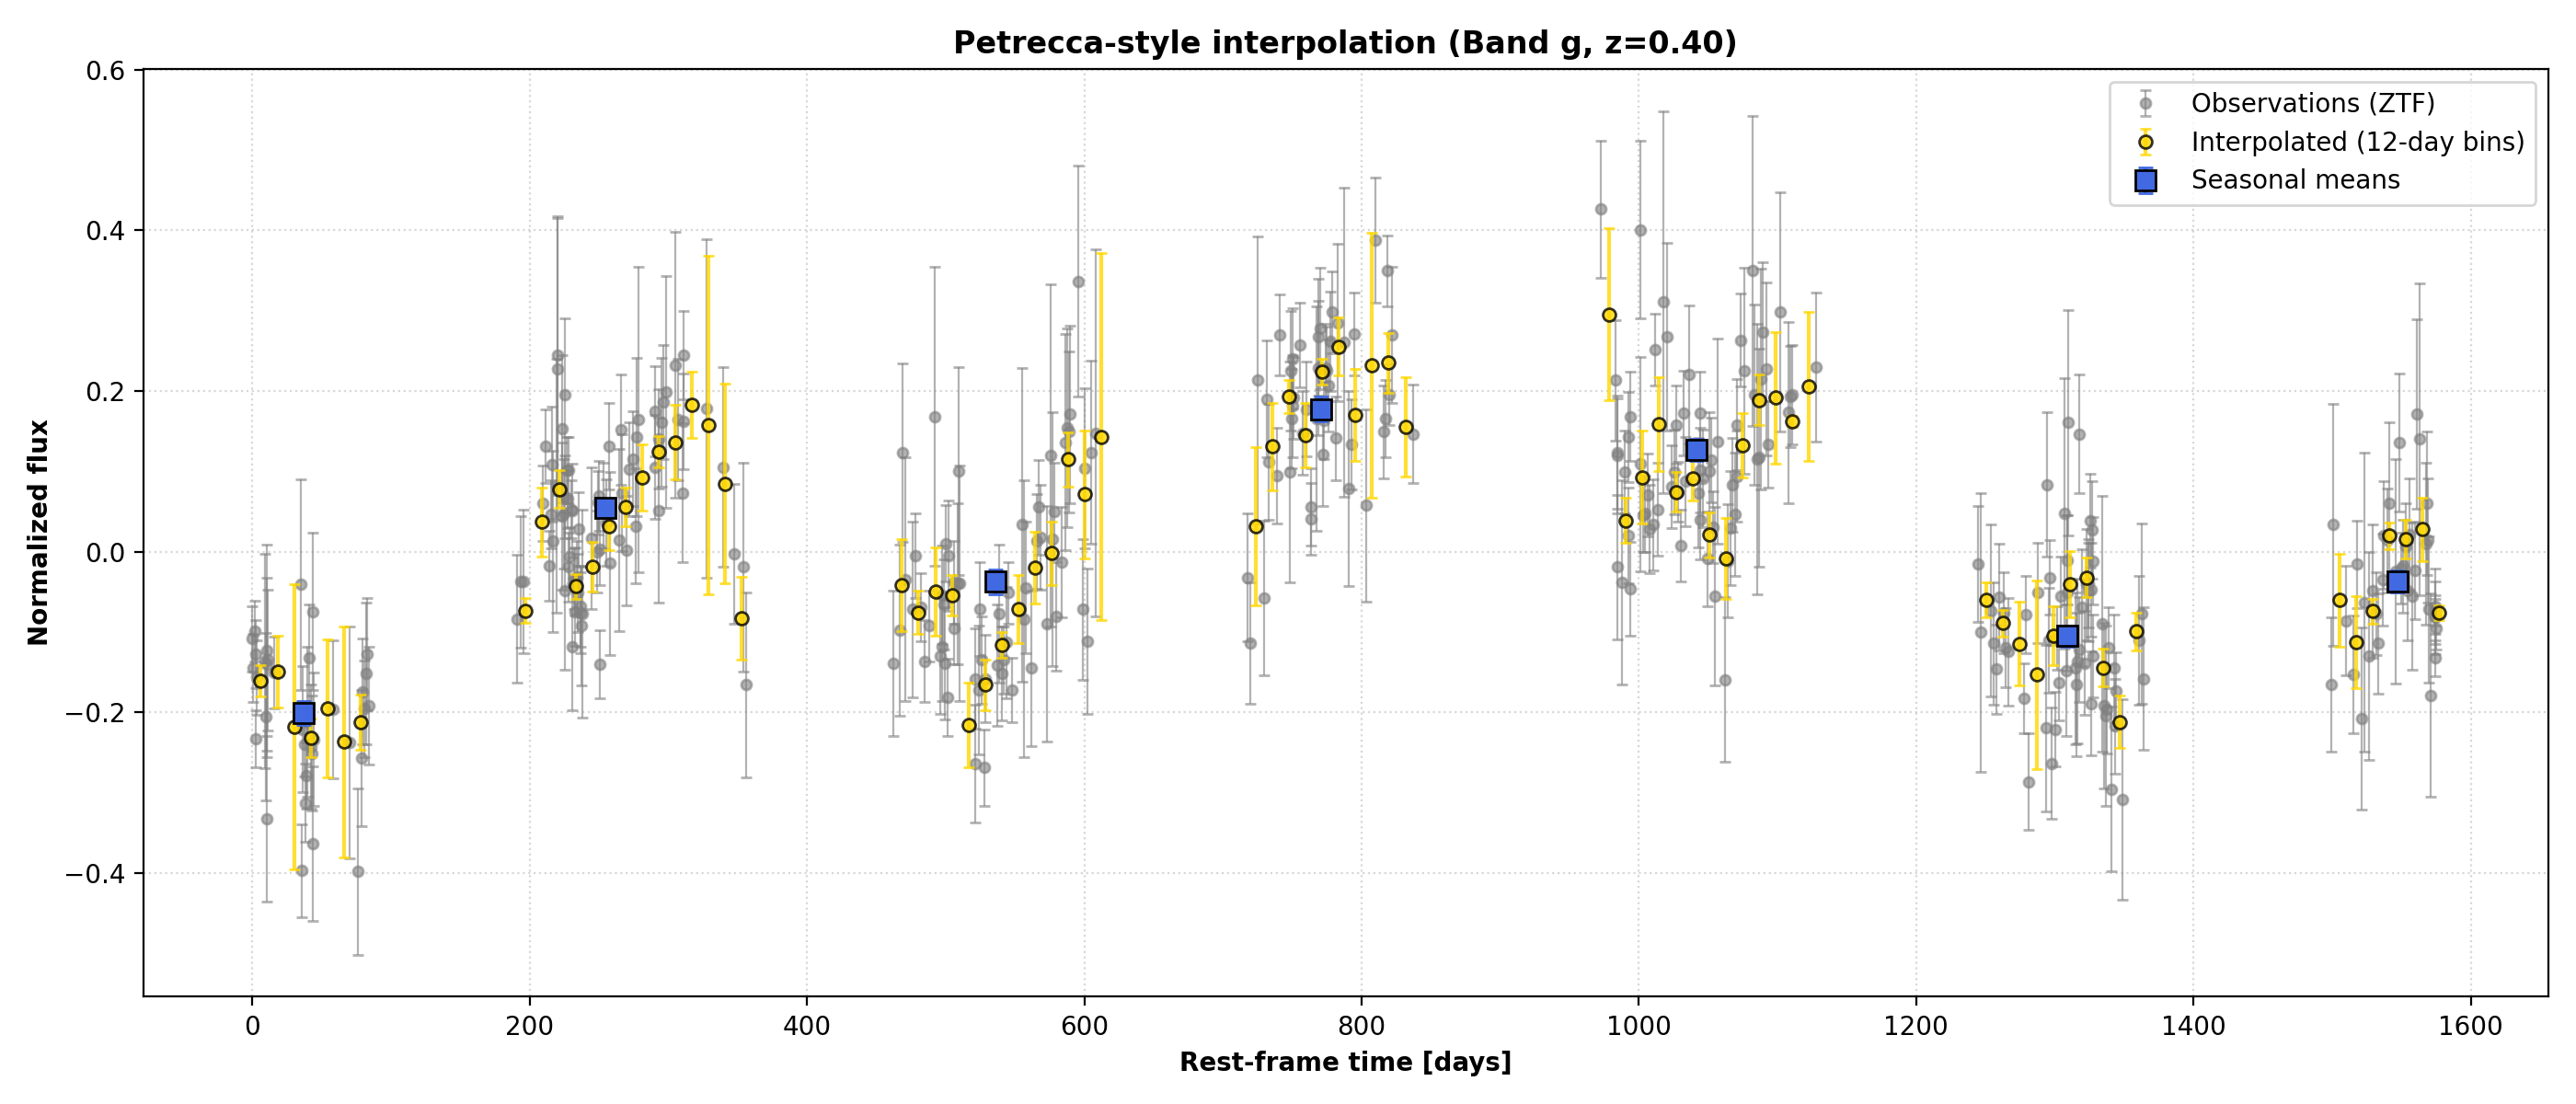 Petrecca-style interpolation (Band g, z=0.40)
Observations (ZTF)
Interpolated (12-day bins)
Seasonal means
Normalized flux
0.6
0.4
0.2
0.0
−0.2
−0.4
0 200 400 600 800 1000 1200 1400 1600
Rest-frame time [days]